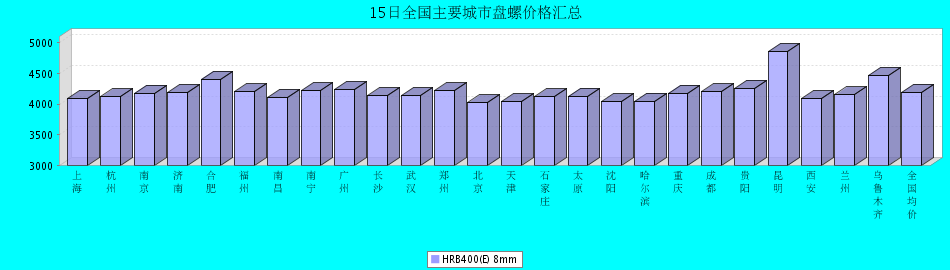 15日全国主要城市盘螺价格汇总
5000
4500
4000
3500
3000
上海
杭州
南京
济南
合肥
福州
南昌
南宁
广州
长沙
武汉
郑州
北京
天津
石家庄
太原
沈阳
哈尔滨
重庆
成都
贵阳
昆明
西安
兰州
乌鲁木齐
全国均价
HRB400(E) 8mm